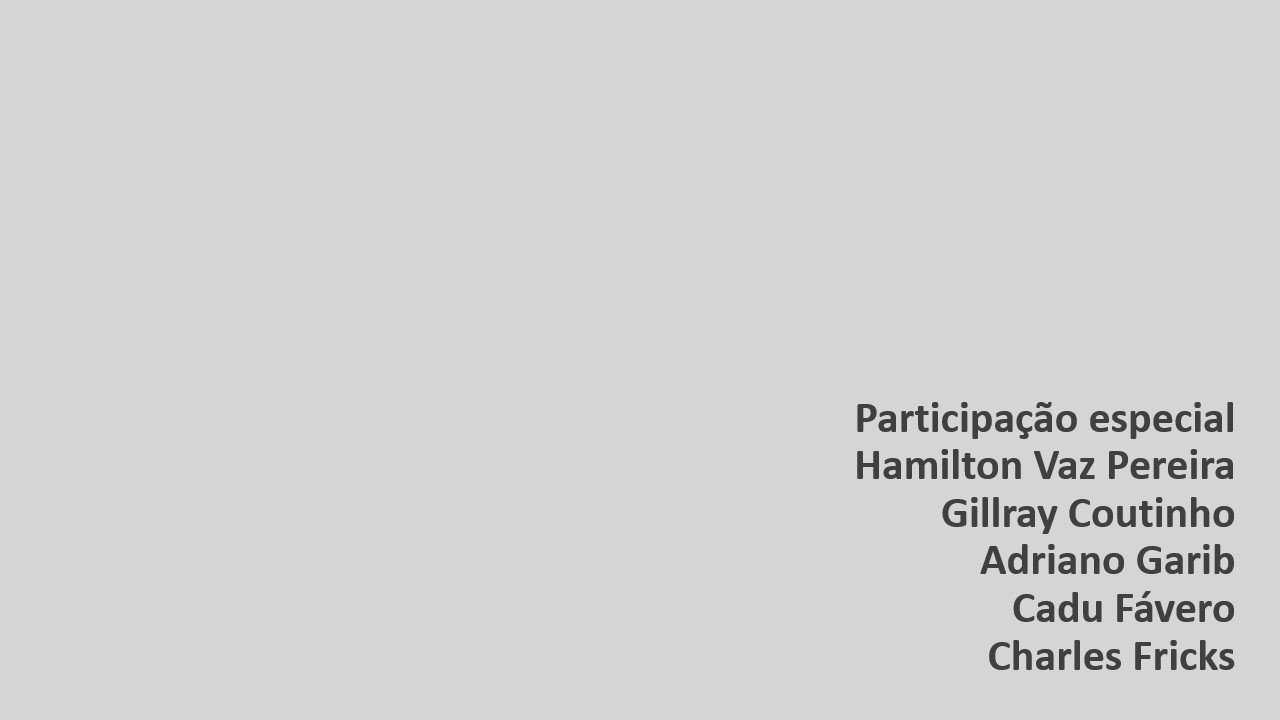 Participação especial
Hamilton Vaz Pereira
Gillray Coutinho
Adriano Garib
Cadu Fávero
Charles Fricks